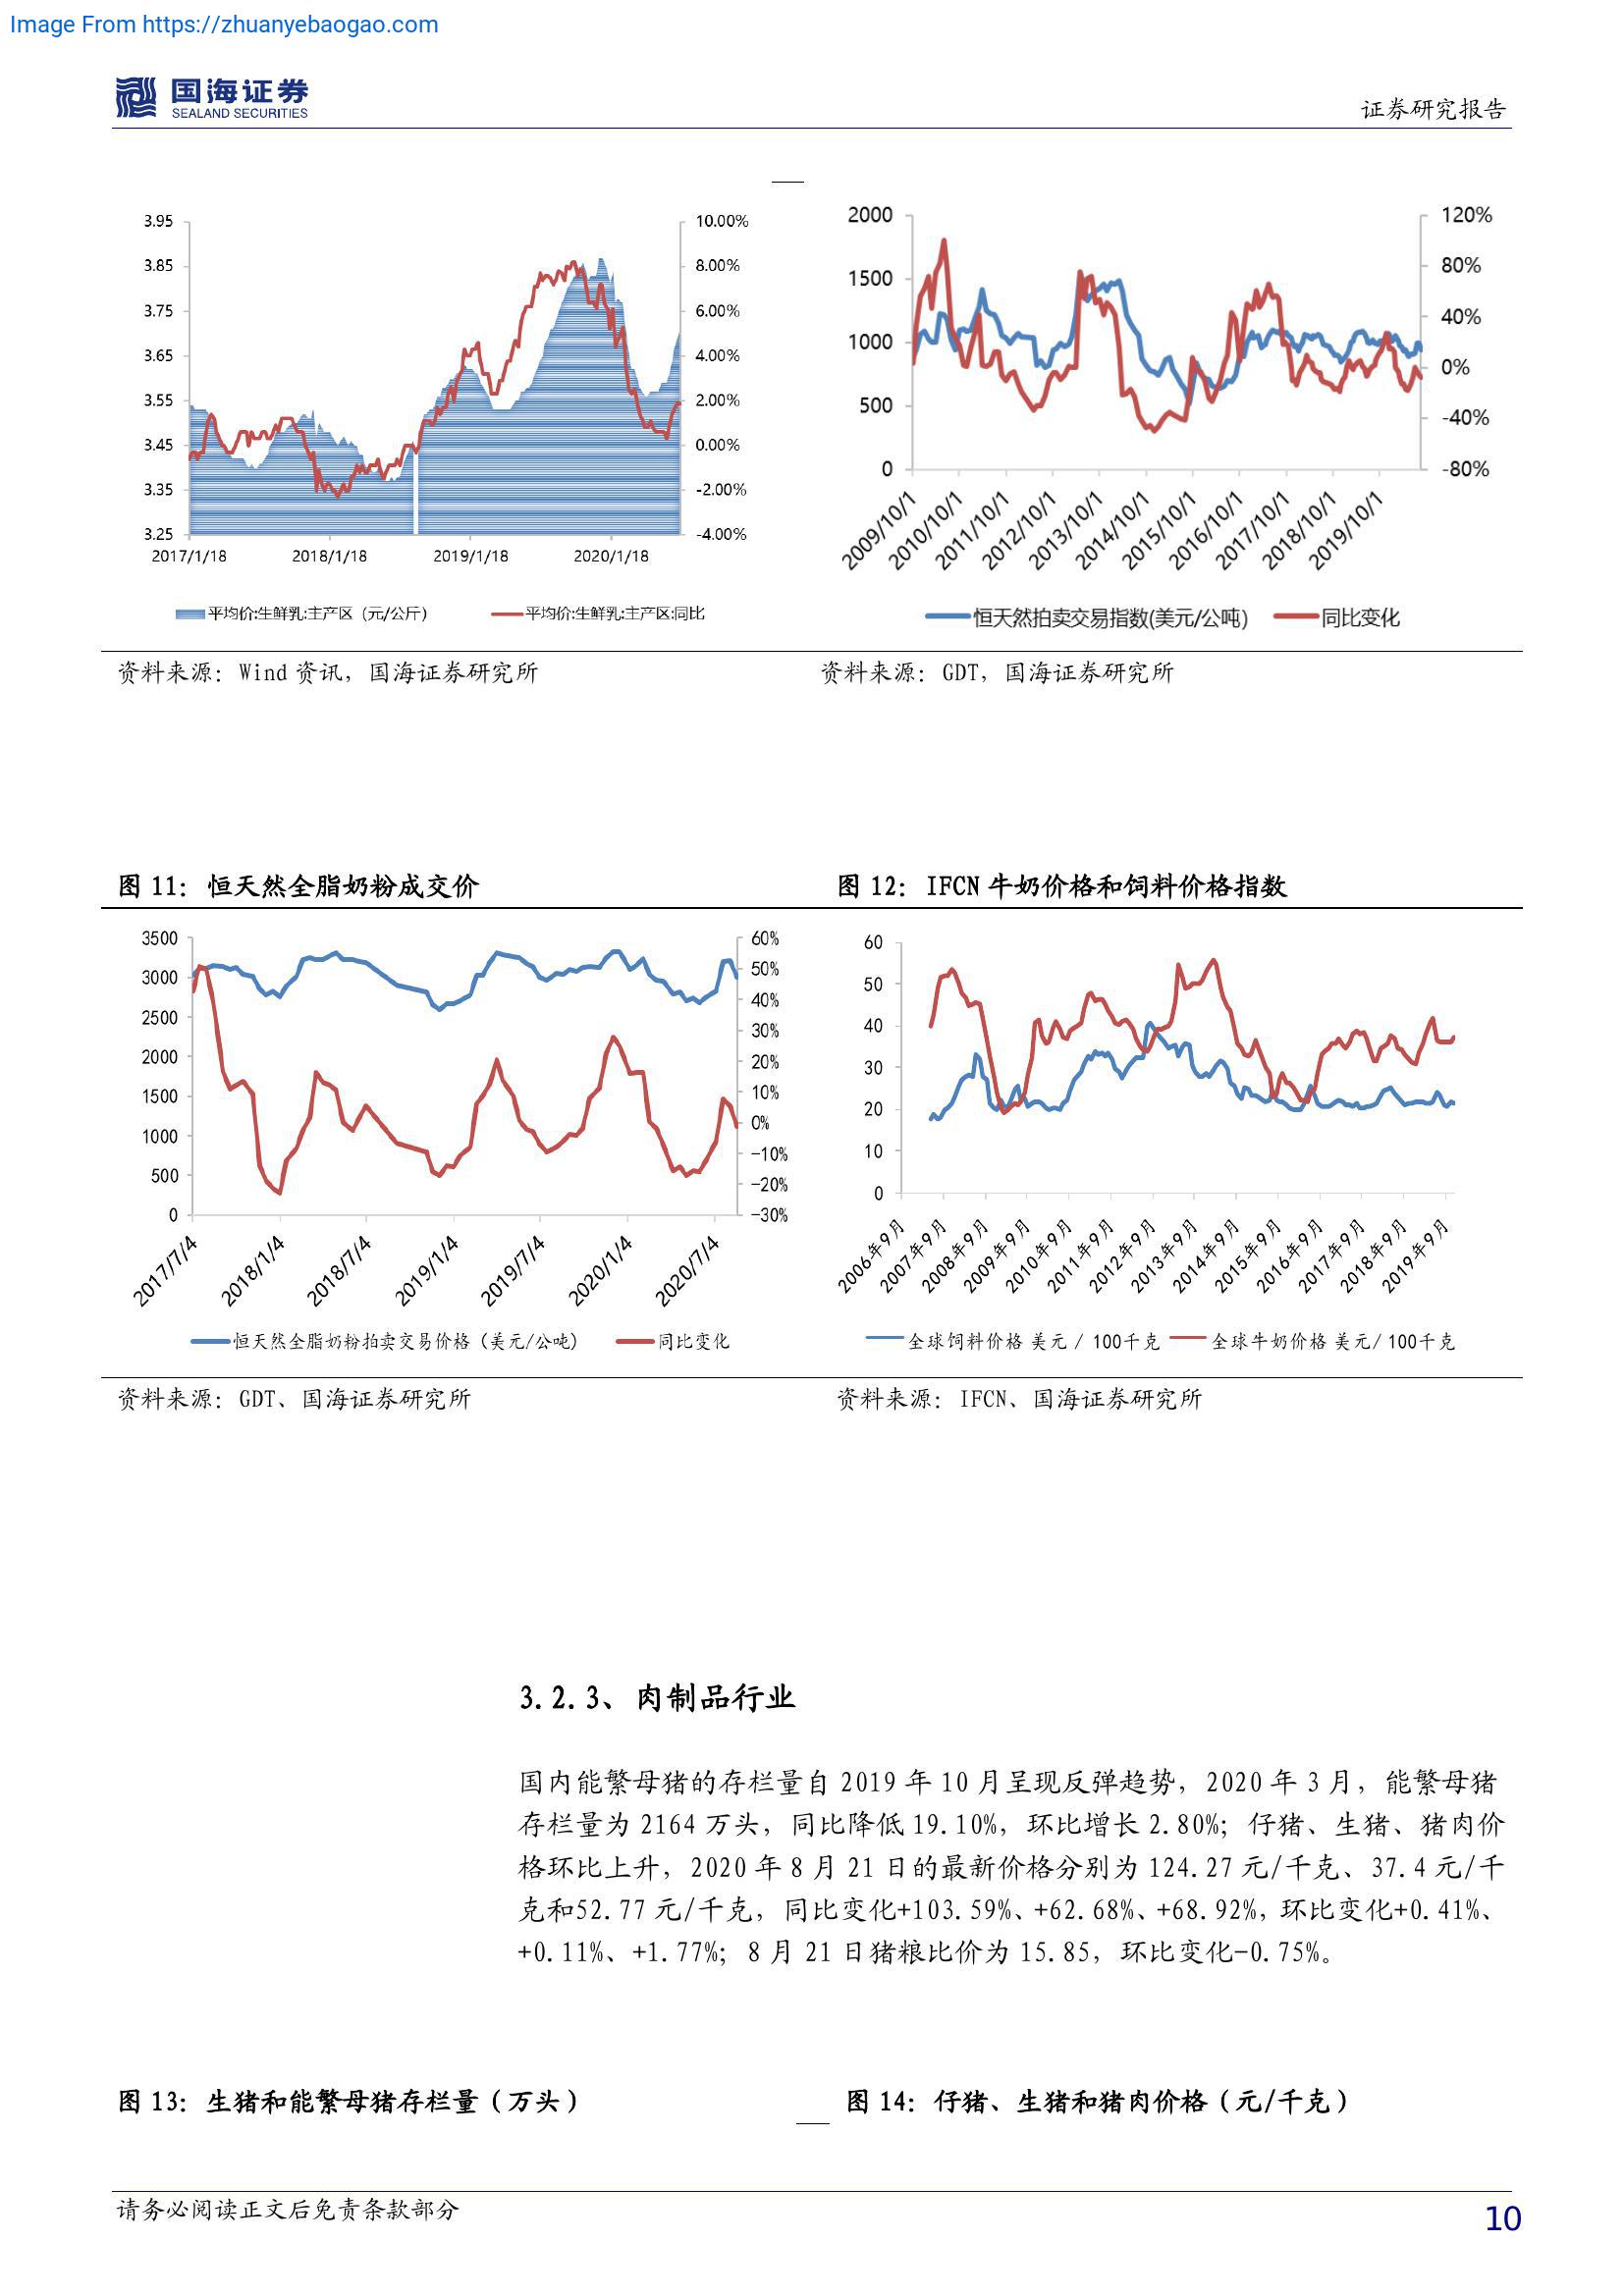 Image From https://zhuanyebaogao.com
国海证券
SEALAND SECURITIES
证券研究报告
3.95
3.85
3.75
3.65
3.55
3.45
3.35
3.25
10.00%
8.00%
6.00%
4.00%
2.00%
0.00%
-2.00%
-4.00%
2017/1/18 2018/1/18 2019/1/18 2020/1/18
平均价:生鲜乳:主产区（元/公斤） 平均价:生鲜乳:主产区:同比
2000
1500
1000
500
0
120%
80%
40%
0%
-40%
-80%
2009/10/1 2010/10/1 2011/10/1 2012/10/1 2013/10/1 2014/10/1 2015/10/1 2016/10/1 2017/10/1 2018/10/1 2019/10/1
恒天然拍卖交易指数(美元/公吨) 同比变化
资料来源：Wind 资讯，国海证券研究所 资料来源：GDT，国海证券研究所
图 11：恒天然全脂奶粉成交价 图 12：IFCN 牛奶价格和饲料价格指数
3500
3000
2500
2000
1500
1000
500
0
60%
50%
40%
30%
20%
10%
0%
-10%
-20%
-30%
2017/7/4 2018/1/4 2018/7/4 2019/1/4 2019/7/4 2020/1/4 2020/7/4
恒天然全脂奶粉拍卖交易价格（美元/公吨） 同比变化
60
50
40
30
20
10
0
2006年9月 2007年9月 2008年9月 2009年9月 2010年9月 2011年9月 2012年9月 2013年9月 2014年9月 2015年9月 2016年9月 2017年9月 2018年9月 2019年9月
全球饲料价格 美元 / 100千克 全球牛奶价格 美元/ 100千克
资料来源：GDT、国海证券研究所 资料来源：IFCN、国海证券研究所
3.2.3、肉制品行业
国内能繁母猪的存栏量自 2019 年 10 月呈现反弹趋势，2020 年 3 月，能繁母猪
存栏量为 2164 万头，同比降低 19.10%，环比增长 2.80%；仔猪、生猪、猪肉价
格环比上升，2020 年 8 月 21 日的最新价格分别为 124.27 元/千克、37.4 元/千
克和52.77 元/千克，同比变化+103.59%、+62.68%、+68.92%，环比变化+0.41%、
+0.11%、+1.77%；8 月 21 日猪粮比价为 15.85，环比变化-0.75%。
图 13：生猪和能繁母猪存栏量（万头） 图 14：仔猪、生猪和猪肉价格（元/千克）
请务必阅读正文后免责条款部分
10